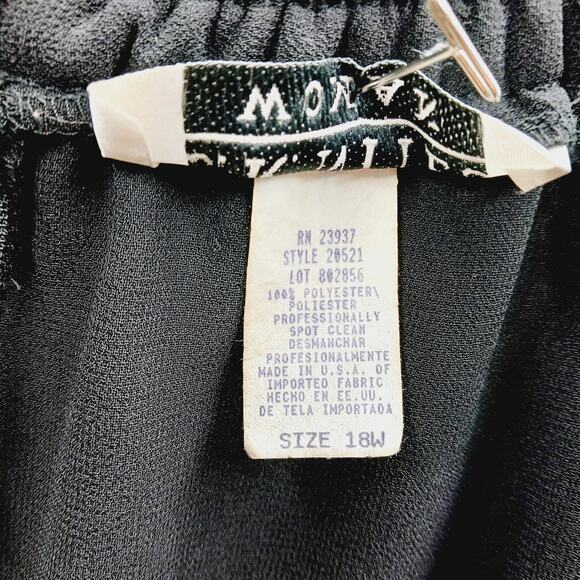 RN 23937
STYLE 20521
LOT 802856
100% POLYESTER\
POLIESTER
PROFESSIONALLY
SPOT CLEAN
DESMANCHAR
PROFESIONALMENTE
MADE IN U.S.A. OF
IMPORTED FABRIC
HECHO EN EE.UU.
DE TELA IMPORTADA
SIZE 18W